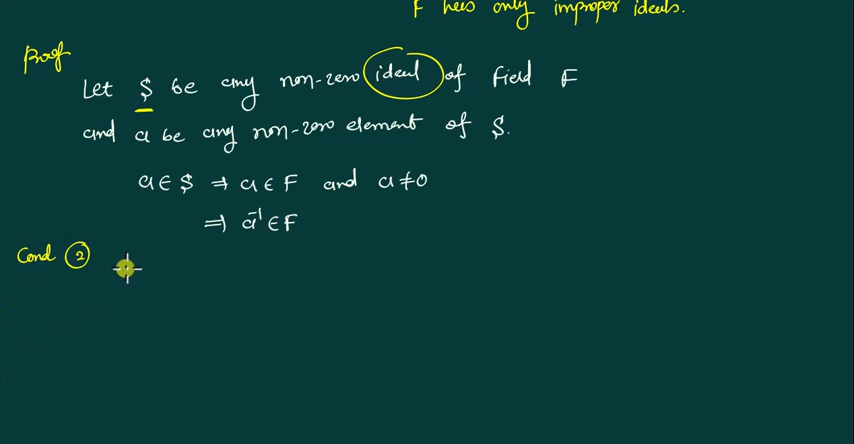 F has only improper ideals.
Proof
Let S be any non-zero ideal of field F
and a be any non-zero element of S.
a ∈ S ⇒ a ∈ F and a ≠ 0
⇒ a⁻¹ ∈ F
Cond ②